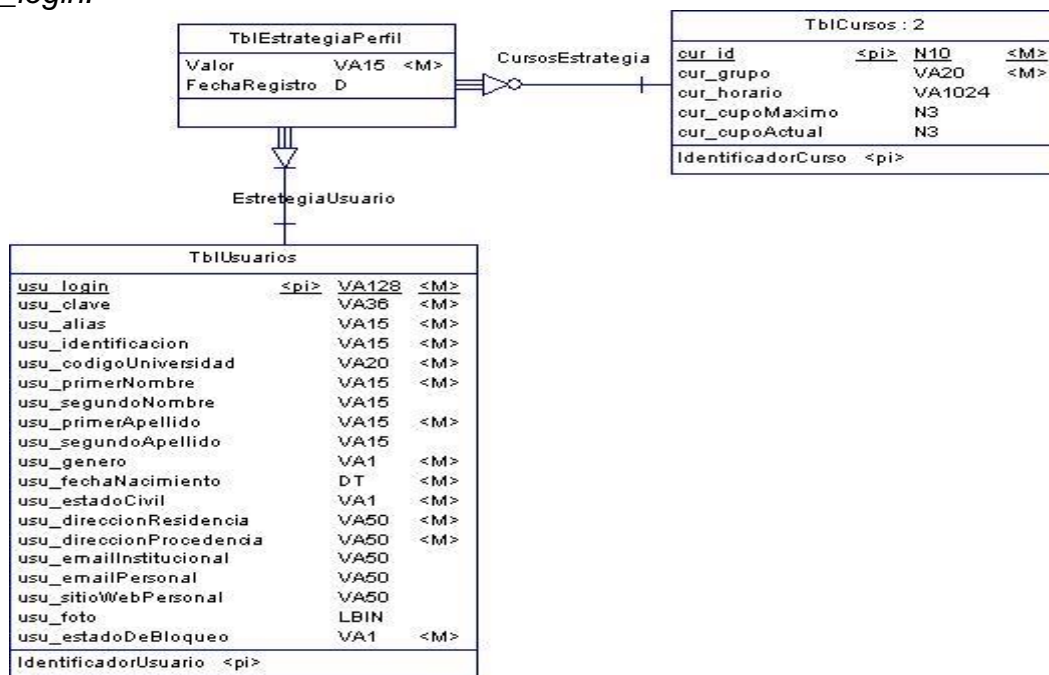 _login.
TblEstrategiaPerfil
Valor VA15 <M>
FechaRegistro D
CursosEstrategia
TblCursos : 2
cur_id <pi> N10 <M>
cur_grupo VA20 <M>
cur_horario VA1024
cur_cupoMaximo N3
cur_cupoActual N3
IdentificadorCurso <pi>
EstretegiaUsuario
TblUsuarios
usu_login <pi> VA128 <M>
usu_clave VA36 <M>
usu_alias VA15 <M>
usu_identificacion VA15 <M>
usu_codigoUniversidad VA20 <M>
usu_primerNombre VA15 <M>
usu_segundoNombre VA15
usu_primerApellido VA15 <M>
usu_segundoApellido VA15
usu_genero VA1 <M>
usu_fechaNacimiento DT <M>
usu_estadoCivil VA1 <M>
usu_direccionResidencia VA50 <M>
usu_direccionProcedencia VA50 <M>
usu_emailInstitucional VA50
usu_emailPersonal VA50
usu_sitioWebPersonal VA50
usu_foto LBIN
usu_estadoDeBloqueo VA1 <M>
IdentificadorUsuario <pi>